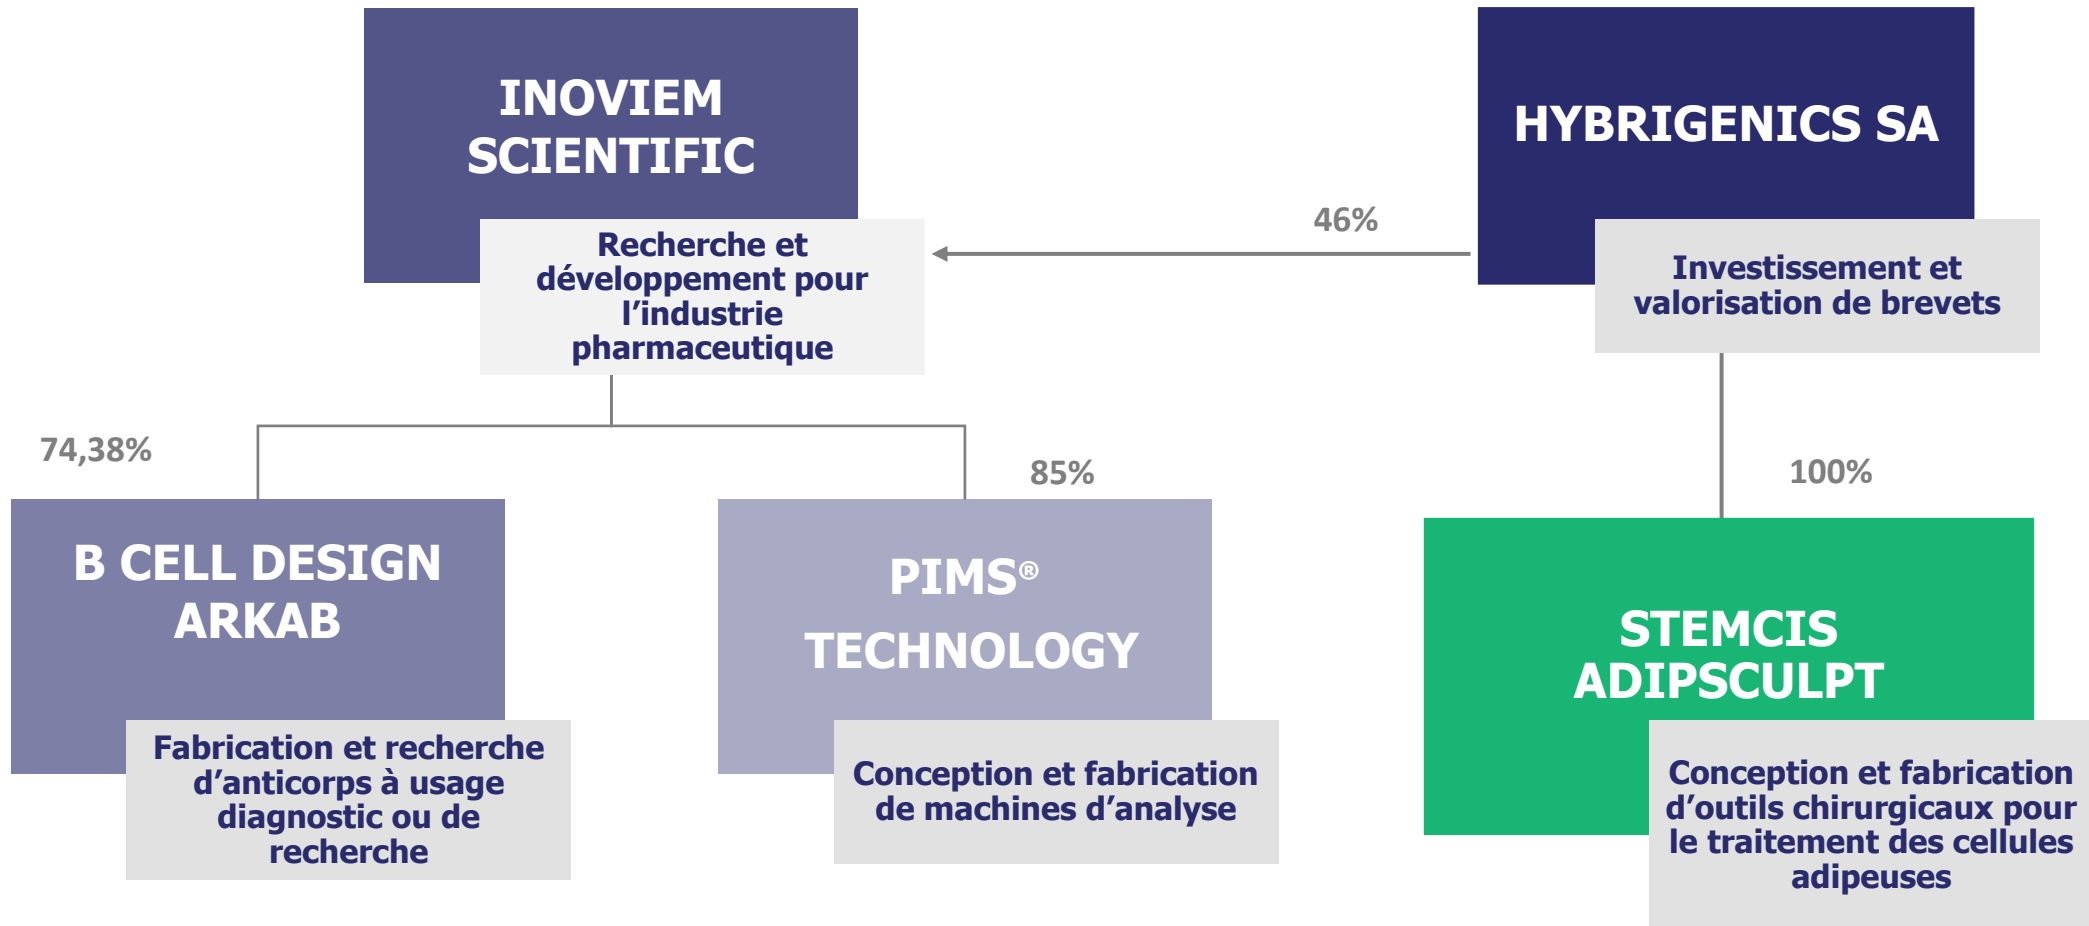 INOVIEM
SCIENTIFIC
Recherche et
développement pour
l’industrie
pharmaceutique
HYBRIGENICS SA
Investissement et
valorisation de brevets
46%
74,38%
85%
100%
B CELL DESIGN
ARKAB
Fabrication et recherche
d’anticorps à usage
diagnostic ou de
recherche
PIMS®
TECHNOLOGY
Conception et fabrication
de machines d’analyse
STEMCIS
ADIPSCULPT
Conception et fabrication
d’outils chirurgicaux pour
le traitement des cellules
adipeuses